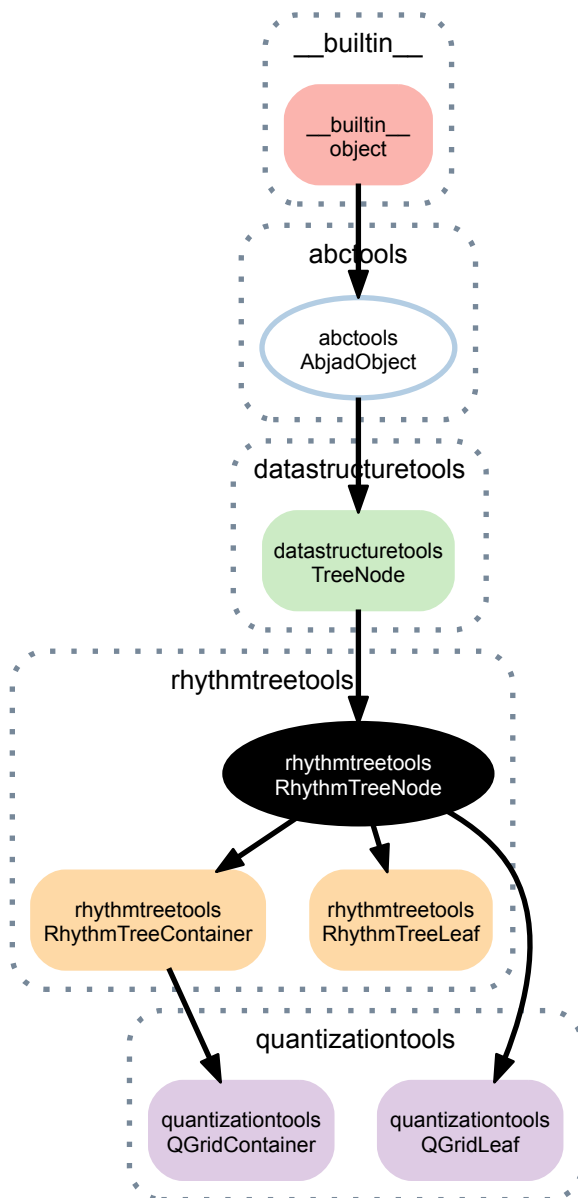 __builtin__
__builtin__
object
abctools
abctools
AbjadObject
datastructuretools
datastructuretools
TreeNode
rhythmtreetools
rhythmtreetools
RhythmTreeNode
rhythmtreetools
RhythmTreeContainer
rhythmtreetools
RhythmTreeLeaf
quantizationtools
quantizationtools
QGridContainer
quantizationtools
QGridLeaf